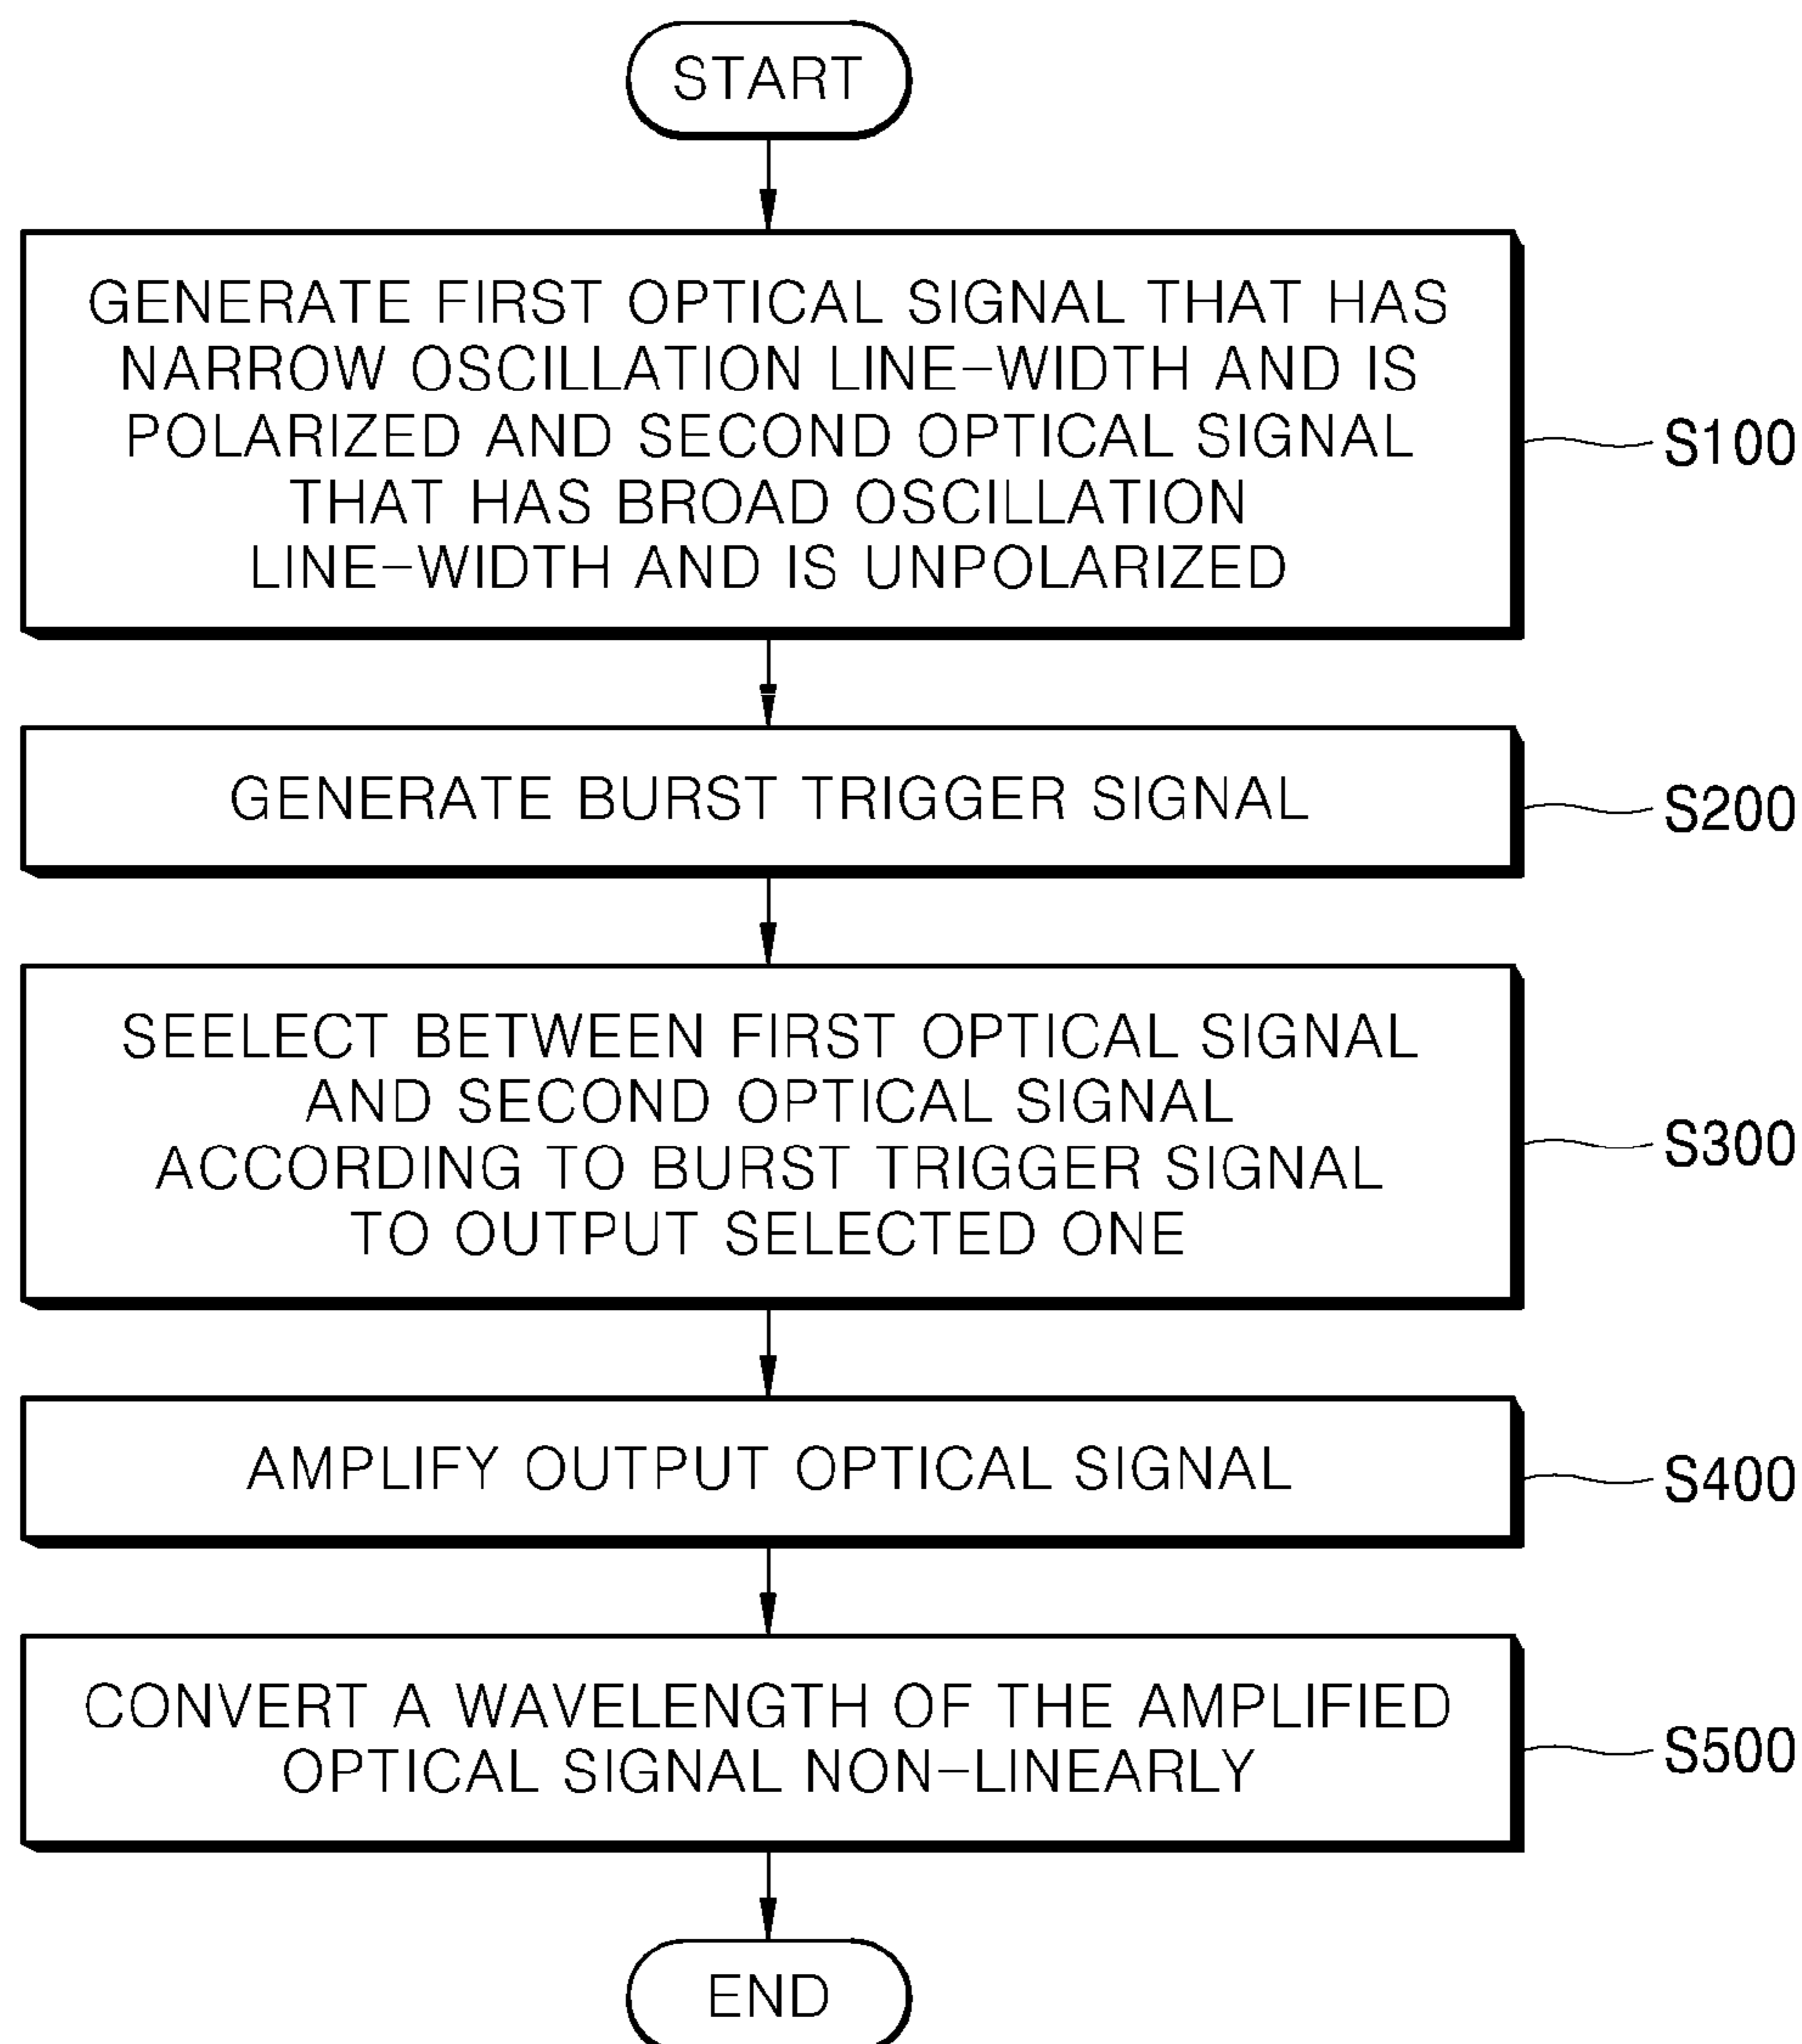 START
GENERATE FIRST OPTICAL SIGNAL THAT HAS
NARROW OSCILLATION LINE-WIDTH AND IS
POLARIZED AND SECOND OPTICAL SIGNAL
THAT HAS BROAD OSCILLATION
LINE-WIDTH AND IS UNPOLARIZED
S100
GENERATE BURST TRIGGER SIGNAL
S200
SEELECT BETWEEN FIRST OPTICAL SIGNAL
AND SECOND OPTICAL SIGNAL
ACCORDING TO BURST TRIGGER SIGNAL
TO OUTPUT SELECTED ONE
S300
AMPLIFY OUTPUT OPTICAL SIGNAL
S400
CONVERT A WAVELENGTH OF THE AMPLIFIED
OPTICAL SIGNAL NON-LINEARLY
S500
END